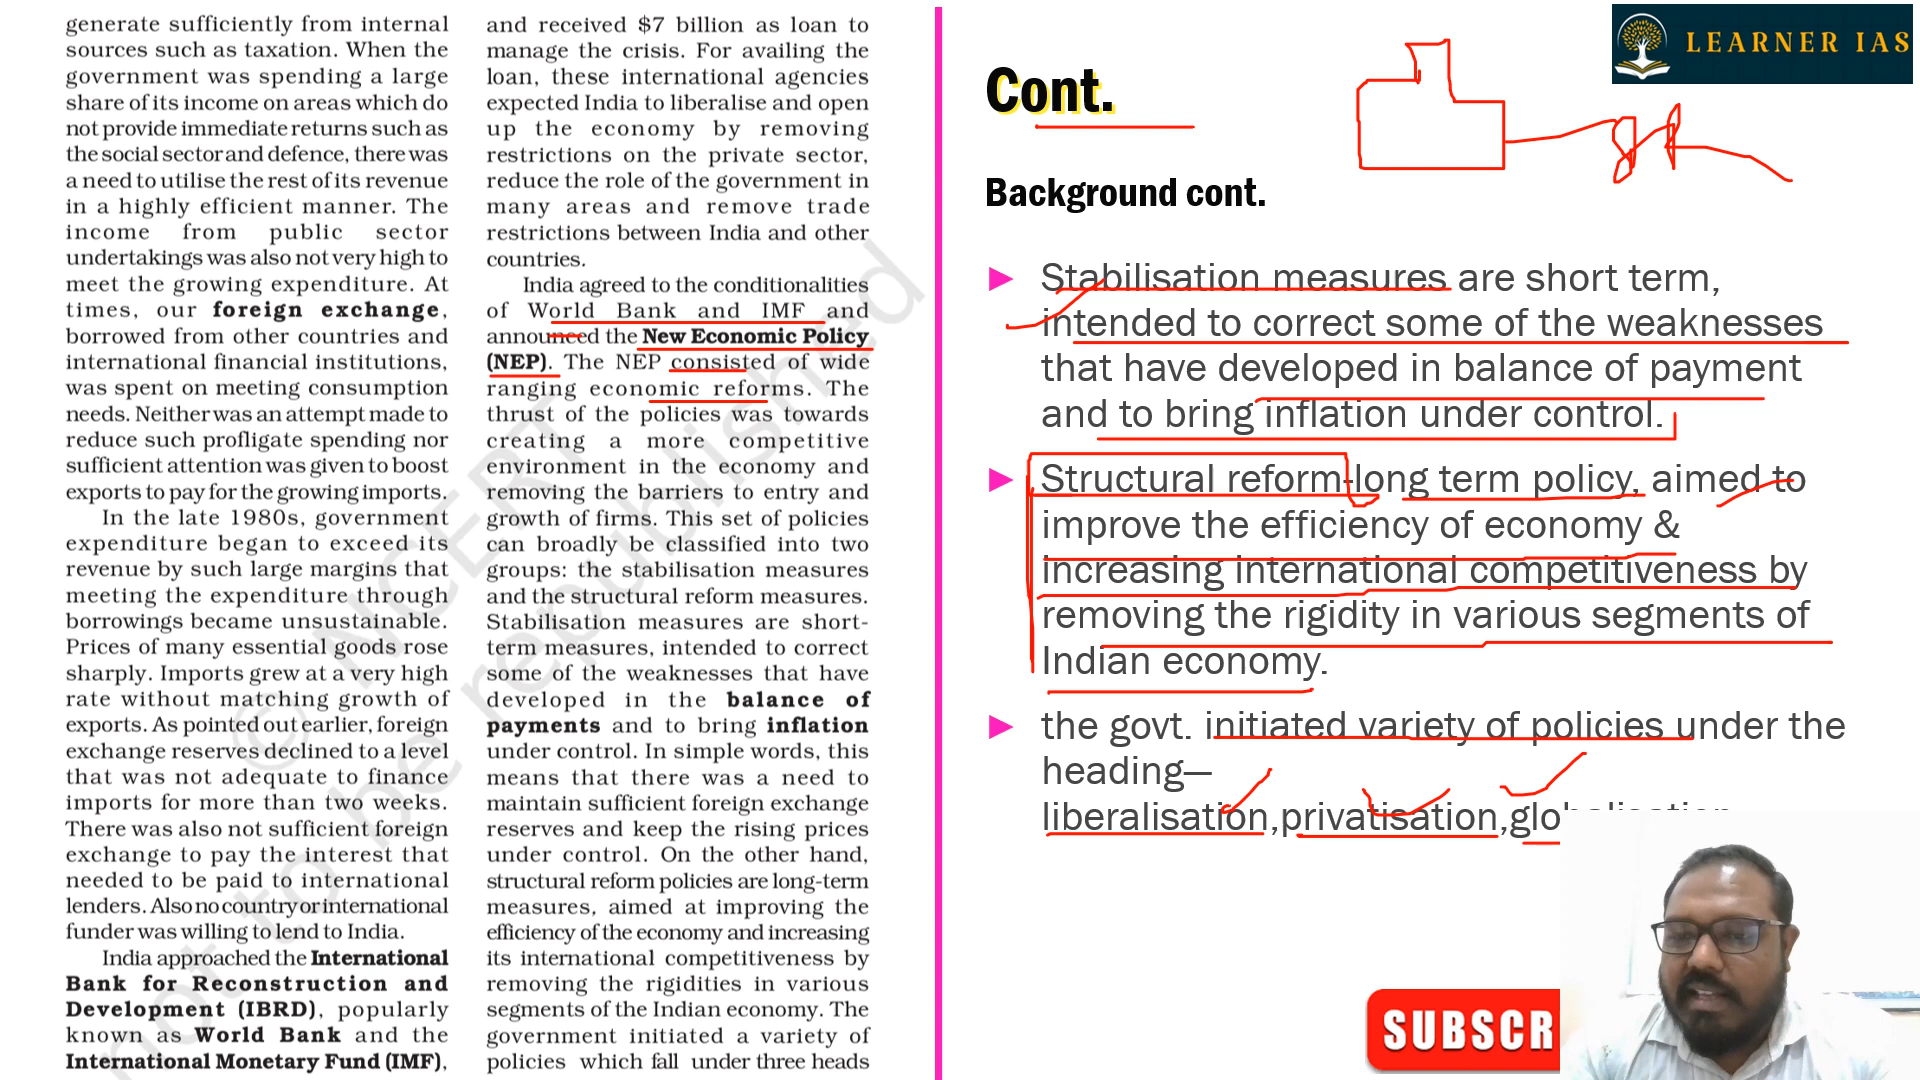 generate sufficiently from internal
sources such as taxation. When the
government was spending a large
share of its income on areas which do
not provide immediate returns such as
the social sector and defence, there was
a need to utilise the rest of its revenue
in a highly efficient manner. The
income from public sector
undertakings was also not very high to
meet the growing expenditure. At
times, our foreign exchange,
borrowed from other countries and
international financial institutions,
was spent on meeting consumption
needs. Neither was an attempt made to
reduce such profligate spending nor
sufficient attention was given to boost
exports to pay for the growing imports.
In the late 1980s, government
expenditure began to exceed its
revenue by such large margins that
meeting the expenditure through
borrowings became unsustainable.
Prices of many essential goods rose
sharply. Imports grew at a very high
rate without matching growth of
exports. As pointed out earlier, foreign
exchange reserves declined to a level
that was not adequate to finance
imports for more than two weeks.
There was also not sufficient foreign
exchange to pay the interest that
needed to be paid to international
lenders. Also no country or international
funder was willing to lend to India.
India approached the International
Bank for Reconstruction and
Development (IBRD), popularly
known as World Bank and the
International Monetary Fund (IMF),
and received $7 billion as loan to
manage the crisis. For availing the
loan, these international agencies
expected India to liberalise and open
up the economy by removing
restrictions on the private sector,
reduce the role of the government in
many areas and remove trade
restrictions between India and other
countries.
India agreed to the conditionalities
of World Bank and IMF and
announced the New Economic Policy
(NEP). The NEP consisted of wide
ranging economic reforms. The
thrust of the policies was towards
creating a more competitive
environment in the economy and
removing the barriers to entry and
growth of firms. This set of policies
can broadly be classified into two
groups: the stabilisation measures
and the structural reform measures.
Stabilisation measures are short-
term measures, intended to correct
some of the weaknesses that have
developed in the balance of
payments and to bring inflation
under control. In simple words, this
means that there was a need to
maintain sufficient foreign exchange
reserves and keep the rising prices
under control. On the other hand,
structural reform policies are long-term
measures, aimed at improving the
efficiency of the economy and increasing
its international competitiveness by
removing the rigidities in various
segments of the Indian economy. The
government initiated a variety of
policies which fall under three heads
© NCERT
not to be republished
LEARNER IAS
Cont.
Background cont.
Stabilisation measures are short term,
intended to correct some of the weaknesses
that have developed in balance of payment
and to bring inflation under control.
Structural reform-long term policy, aimed to
improve the efficiency of economy &
increasing international competitiveness by
removing the rigidity in various segments of
Indian economy.
the govt. initiated variety of policies under the
heading—
liberalisation,privatisation,globalisation
SUBSCR